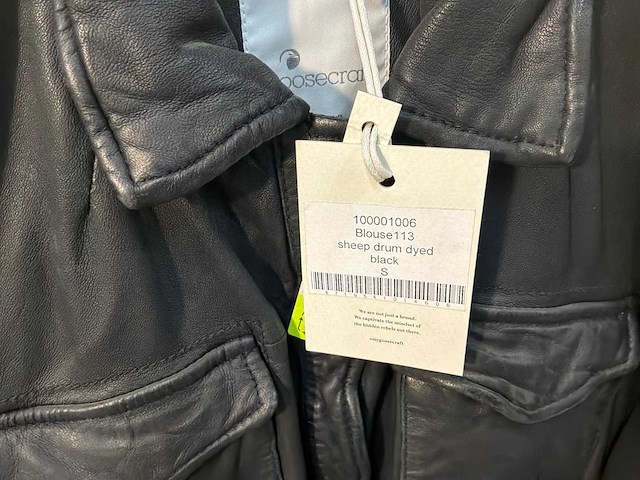 goosecraf
100001006
Blouse113
sheep drum dyed
black
S
We are not just a brand.
We captivate the mindset of
the hidden rebels out there.